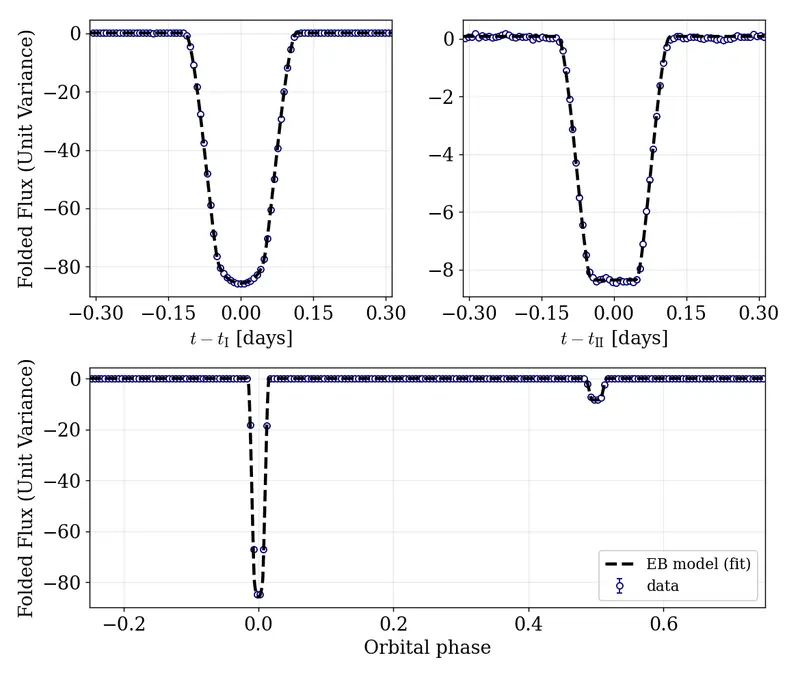 Folded Flux (Unit Variance)
0
−20
−40
−60
−80
−0.30 −0.15 0.00 0.15 0.30
t − tI [days]
0
−2
−4
−6
−8
−0.30 −0.15 0.00 0.15 0.30
t − tII [days]
Folded Flux (Unit Variance)
0
−20
−40
−60
−80
EB model (fit)
data
−0.2 0.0 0.2 0.4 0.6
Orbital phase